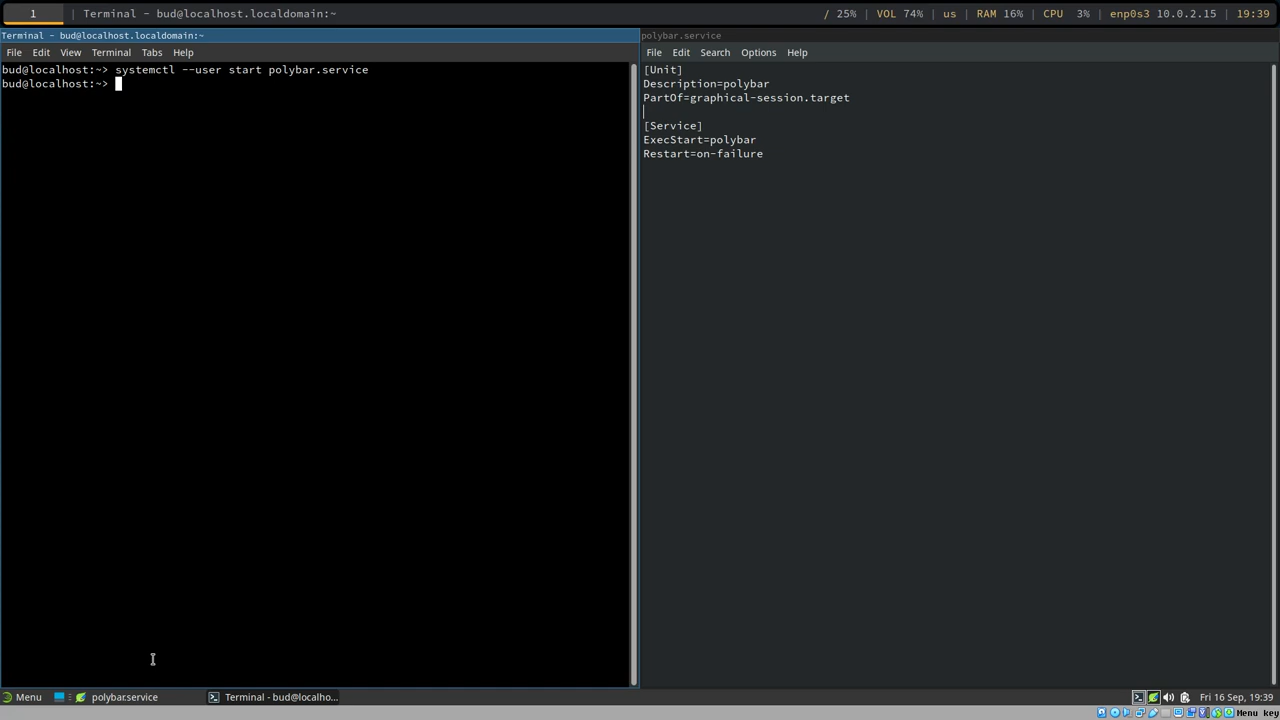 1 | Terminal - bud@localhost.localdomain:~ / 25% | VOL 74% | us | RAM 16% | CPU 3% | enp0s3 10.0.2.15 | 19:39
Terminal - bud@localhost.localdomain:~
File Edit View Terminal Tabs Help
bud@localhost:~> systemctl --user start polybar.service
bud@localhost:~>
polybar.service
File Edit Search Options Help
[Unit]
Description=polybar
PartOf=graphical-session.target
[Service]
ExecStart=polybar
Restart=on-failure
Menu polybar.service Terminal - bud@localho... Fri 16 Sep, 19:39
Menu key